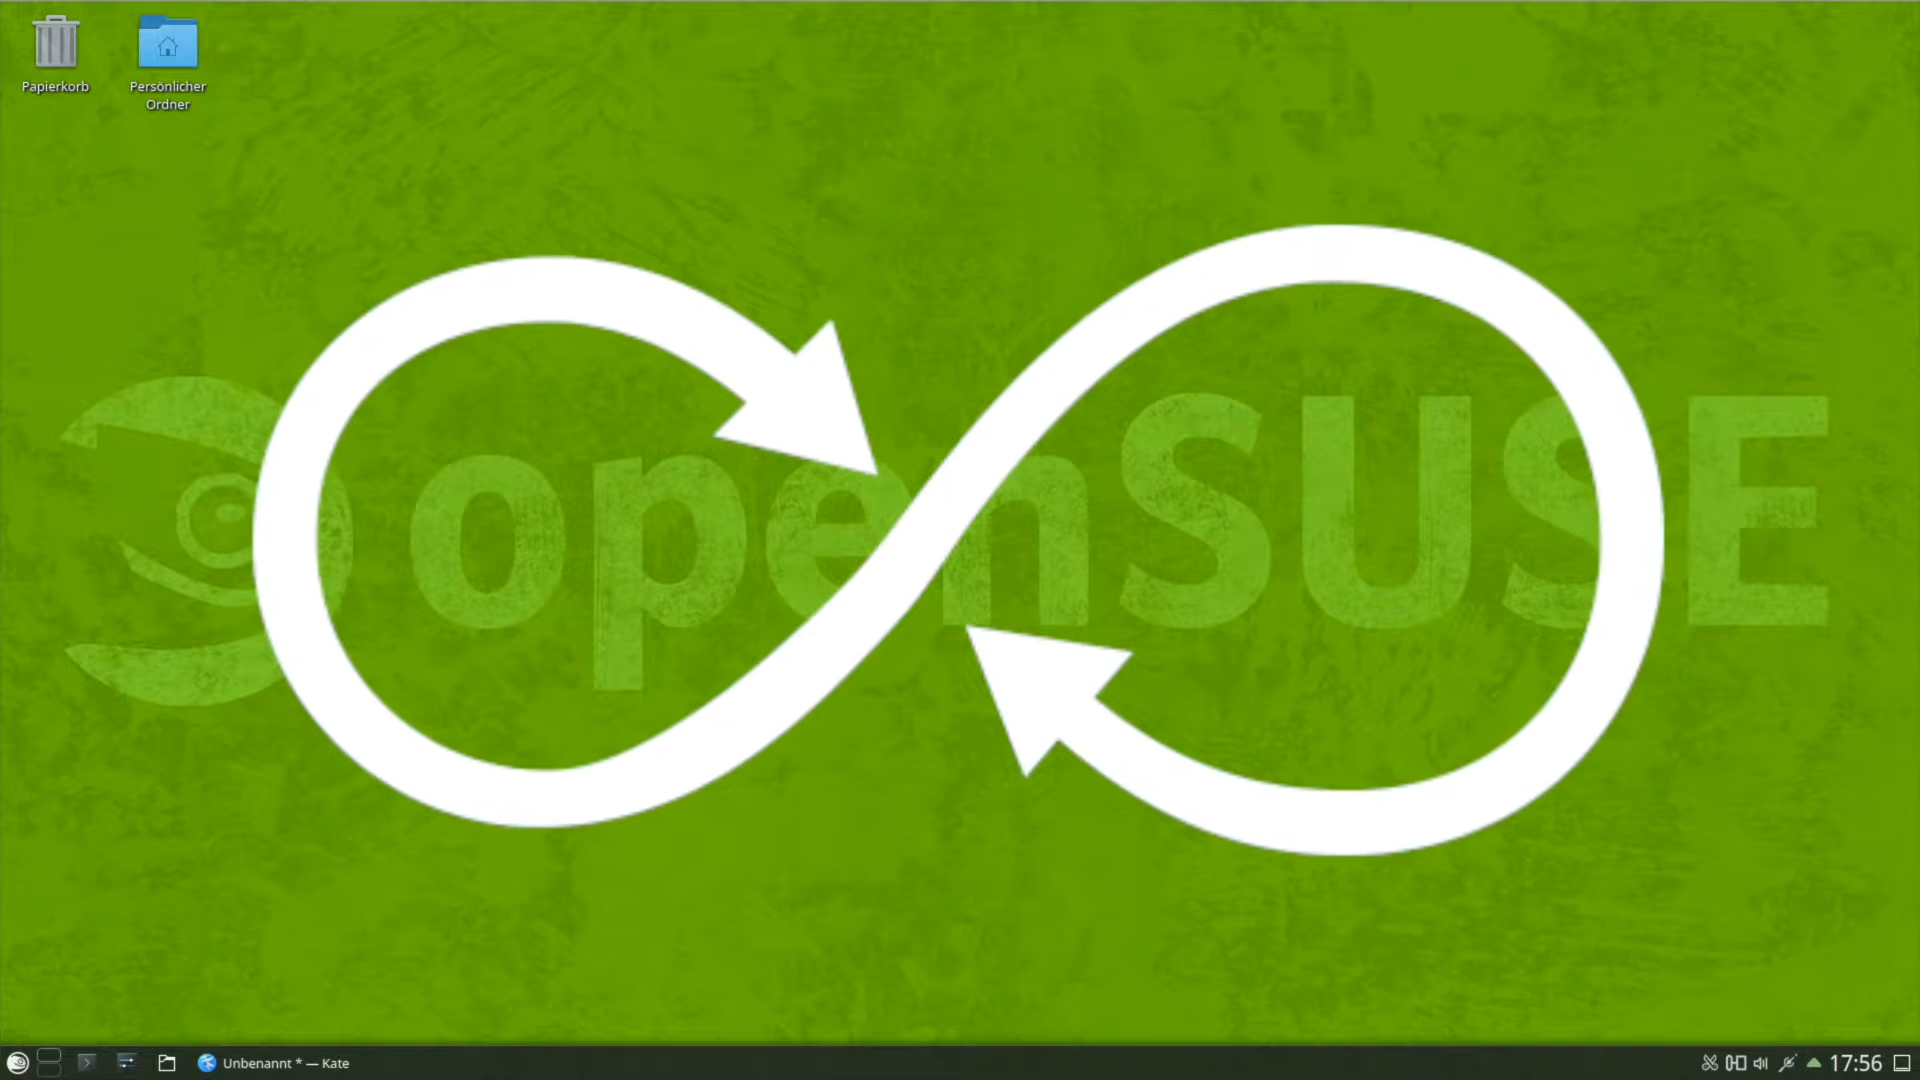 Papierkorb
Persönlicher
Ordner
openSUSE
Unbenannt * — Kate
17:56